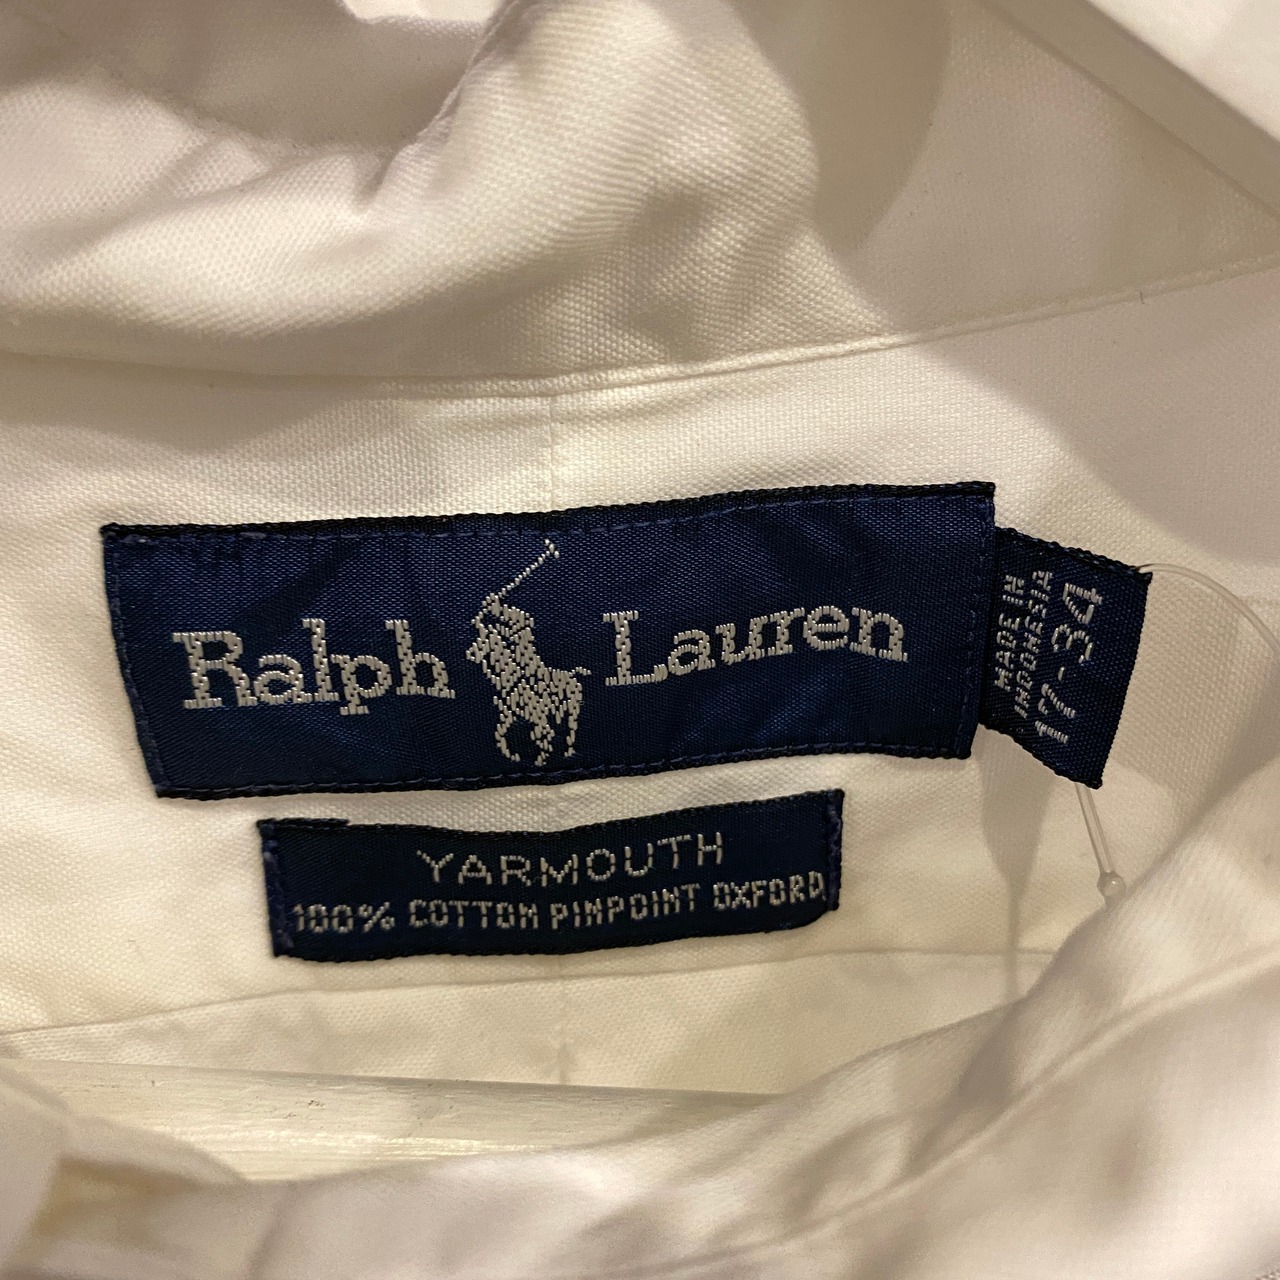 Ralph Lauren
MADE IN
INDONESIA
17-34
YARMOUTH
100% COTTON PINPOINT OXFORD